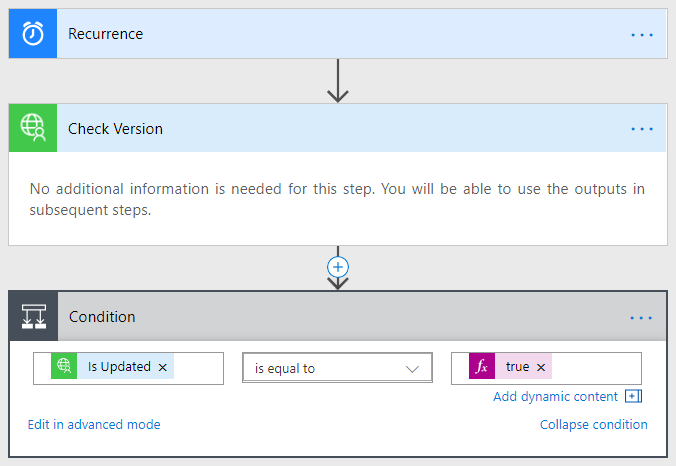 Recurrence
...
Check Version
...
No additional information is needed for this step. You will be able to use the outputs in
subsequent steps.
+
Condition
...
Is Updated ×
is equal to
fx true ×
Add dynamic content +
Edit in advanced mode
Collapse condition